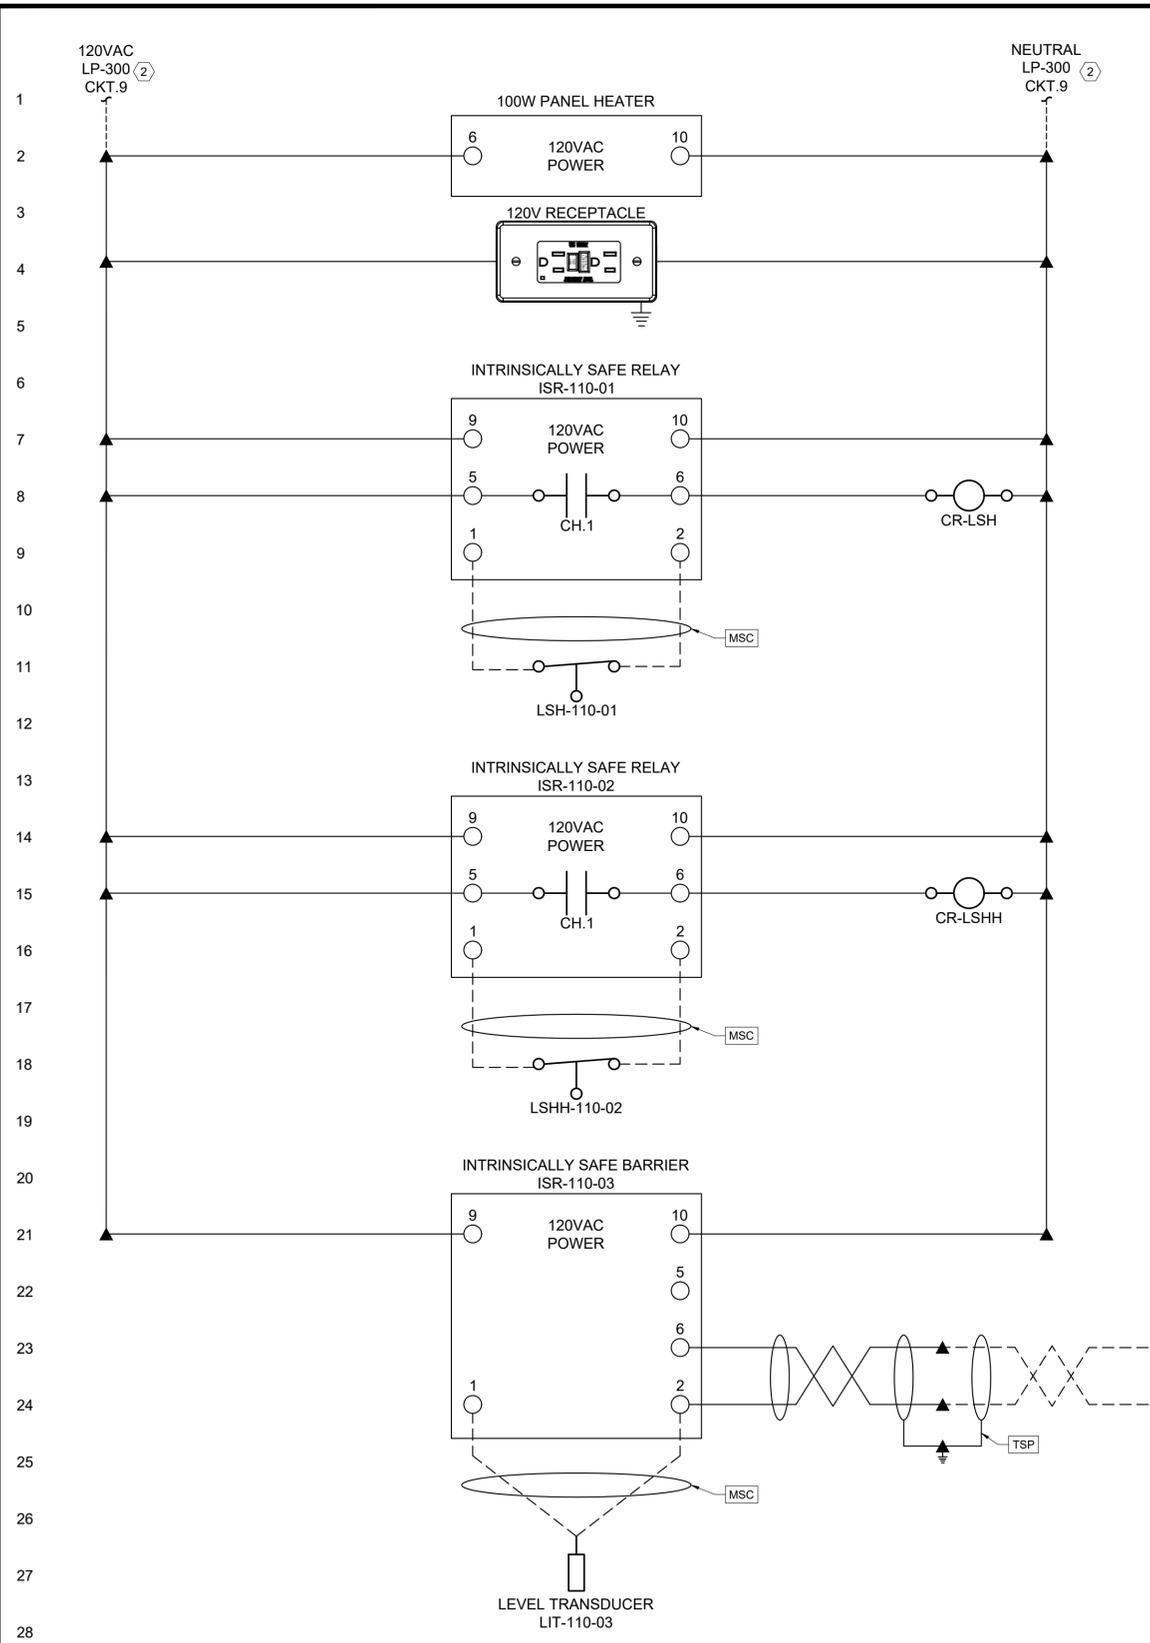 120VAC
LP-300 2
CKT.9
NEUTRAL
LP-300 2
CKT.9
1
100W PANEL HEATER
6 10
120VAC
POWER
2
3
120V RECEPTACLE
4
5
6
INTRINSICALLY SAFE RELAY
ISR-110-01
9 10
120VAC
POWER
7
5 6
8
CH.1
CR-LSH
1 2
9
10
MSC
11
LSH-110-01
12
13
INTRINSICALLY SAFE RELAY
ISR-110-02
9 10
120VAC
POWER
14
5 6
15
CH.1
CR-LSHH
1 2
16
17
MSC
18
LSHH-110-02
19
20
INTRINSICALLY SAFE BARRIER
ISR-110-03
9 10
120VAC
POWER
21
5
22
6
23
1 2
24
TSP
25
MSC
26
27
LEVEL TRANSDUCER
LIT-110-03
28